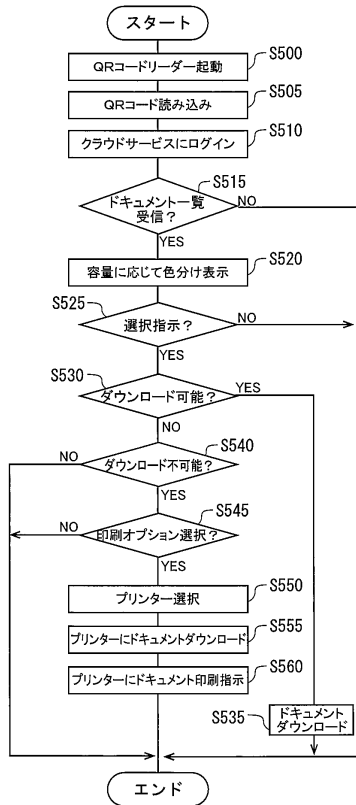 スタート
S500
QRコードリーダー起動
S505
QRコード読み込み
S510
クラウドサービスにログイン
S515
ドキュメント一覧
受信?
NO
YES
S520
容量に応じて色分け表示
S525
選択指示?
NO
YES
S530
ダウンロード可能?
YES
NO
S540
NO
ダウンロード不可能?
YES
S545
NO
印刷オプション選択?
YES
S550
プリンター選択
S555
プリンターにドキュメントダウンロード
S560
プリンターにドキュメント印刷指示
S535
ドキュメント
ダウンロード
エンド